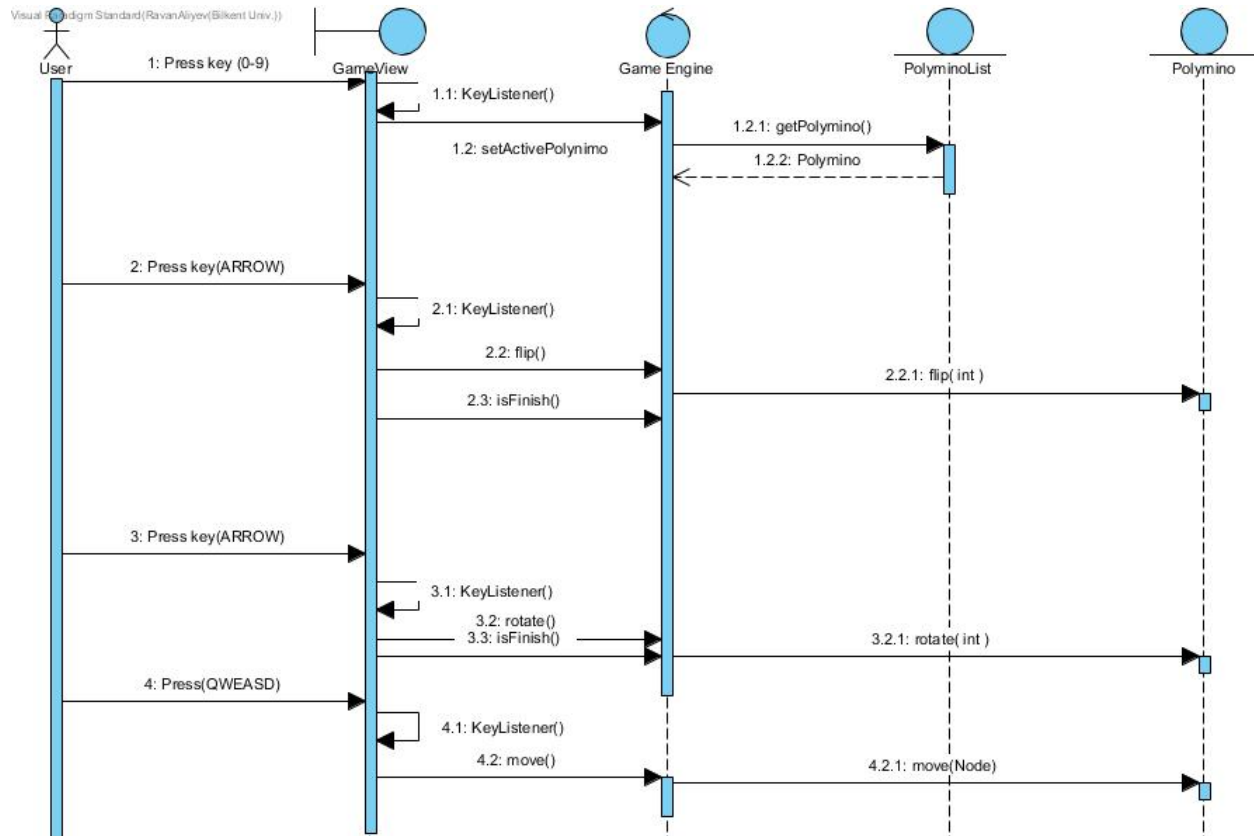 Visual Paradigm Standard(RavanAliyev(Bilkent Univ.))
User
GameView
Game Engine
PolyminoList
Polymino
1: Press key (0-9)
1.1: KeyListener()
1.2: setActivePolynimo
1.2.1: getPolymino()
1.2.2: Polymino
2: Press key(ARROW)
2.1: KeyListener()
2.2: flip()
2.2.1: flip( int )
2.3: isFinish()
3: Press key(ARROW)
3.1: KeyListener()
3.2: rotate()
3.3: isFinish()
3.2.1: rotate( int )
4: Press(QWEASD)
4.1: KeyListener()
4.2: move()
4.2.1: move(Node)